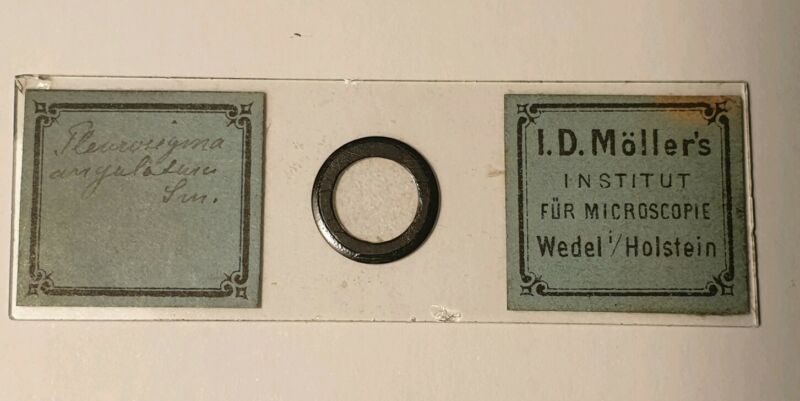 Pleurosigma
angulatum
Sm.
I.D. Möller's
INSTITUT
FÜR MICROSCOPIE
Wedel i/Holstein